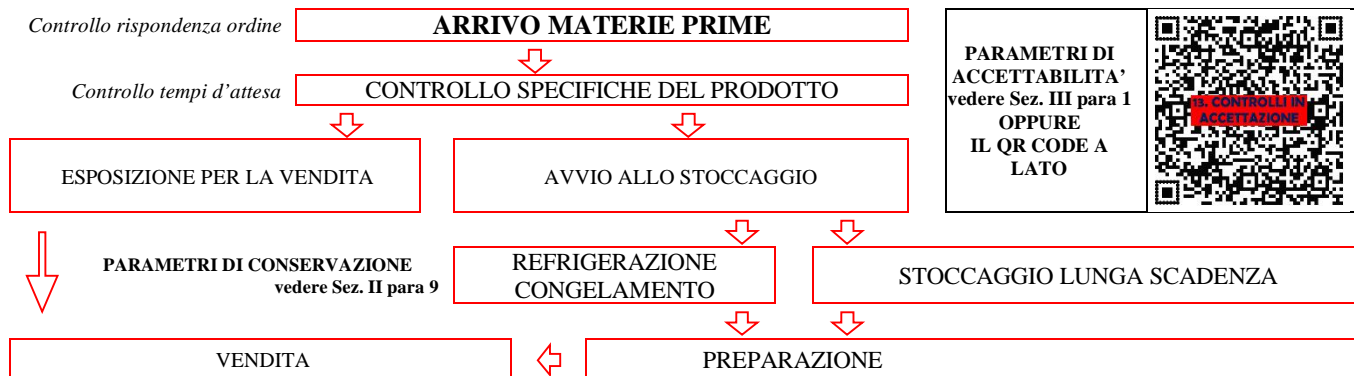 Controllo rispondenza ordine
ARRIVO MATERIE PRIME
Controllo tempi d'attesa
CONTROLLO SPECIFICHE DEL PRODOTTO
PARAMETRI DI
ACCETTABILITA'
vedere Sez. III para 1
OPPURE
IL QR CODE A
LATO
13. CONTROLLI IN
ACCETTAZIONE
ESPOSIZIONE PER LA VENDITA
AVVIO ALLO STOCCAGGIO
PARAMETRI DI CONSERVAZIONE
vedere Sez. II para 9
REFRIGERAZIONE
CONGELAMENTO
STOCCAGGIO LUNGA SCADENZA
VENDITA
PREPARAZIONE